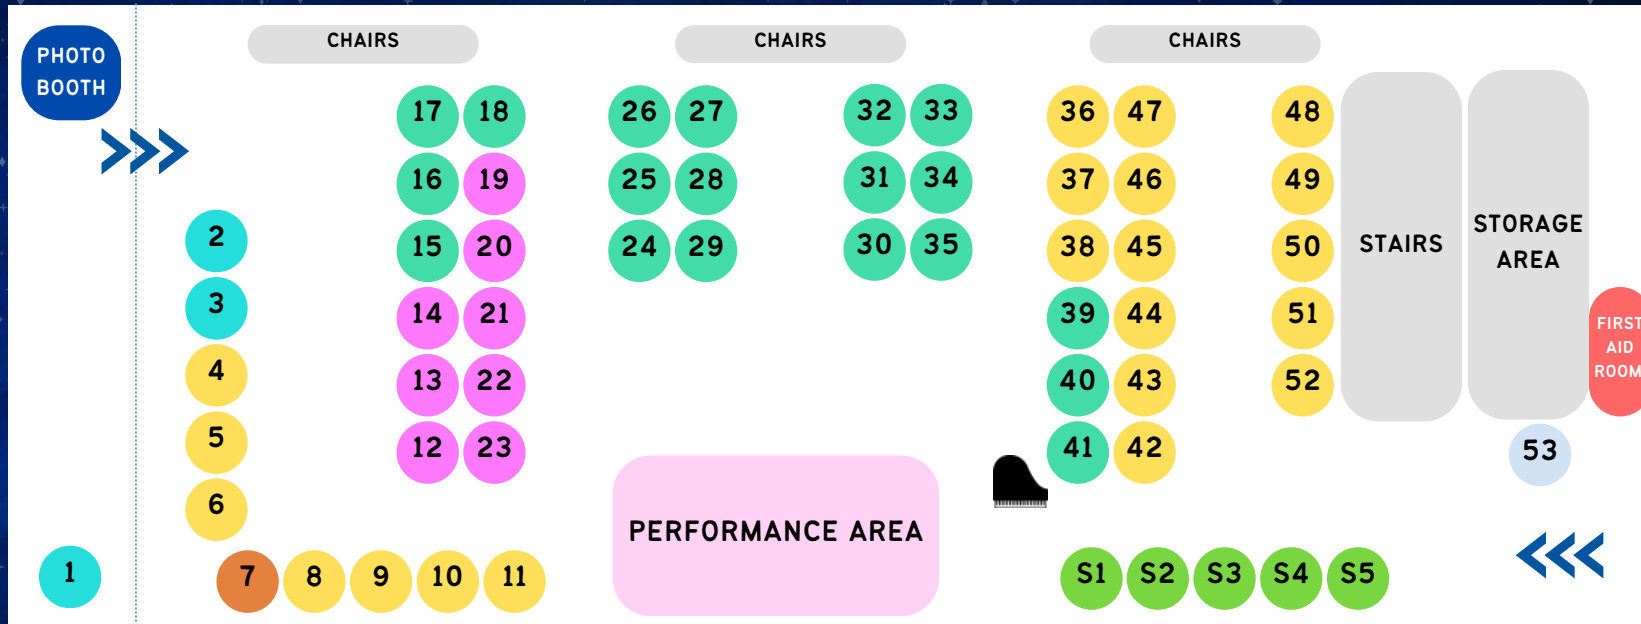 PHOTO
BOOTH
CHAIRS
CHAIRS
CHAIRS
17 18 26 27 32 33 36 47 48
16 19 25 28 31 34 37 46 49
2
15 20 24 29 30 35 38 45 50
STAIRS
STORAGE
AREA
3
14 21 39 44 51
FIRST
AID
ROOM
4
13 22 40 43 52
5
12 23 41 42 53
6
PERFORMANCE AREA
1
7 8 9 10 11
S1 S2 S3 S4 S5